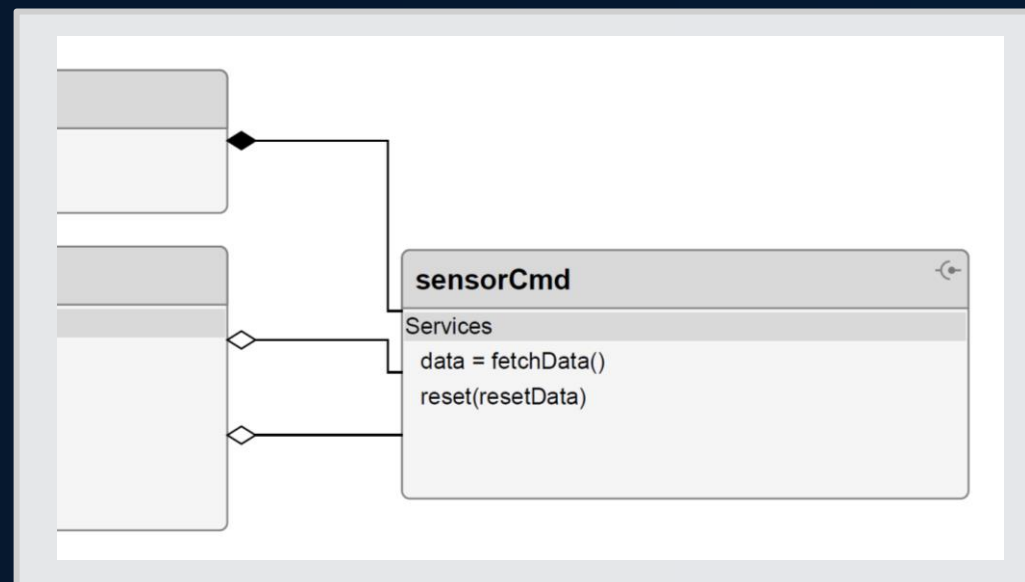 sensorCmd
Services
data = fetchData()
reset(resetData)